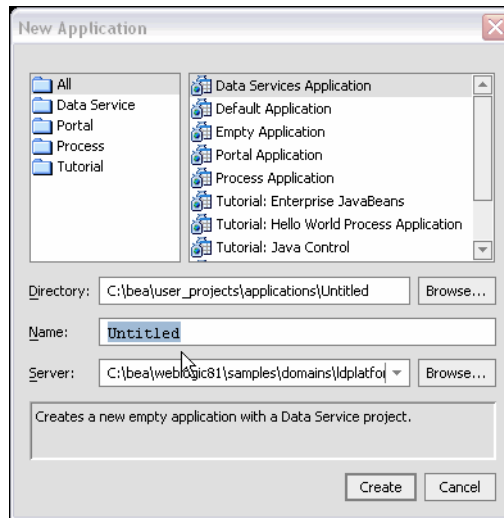 New Application
All
Data Service
Portal
Process
Tutorial
Data Services Application
Default Application
Empty Application
Portal Application
Process Application
Tutorial: Enterprise JavaBeans
Tutorial: Hello World Process Application
Tutorial: Java Control
Directory: C:\bea\user_projects\applications\Untitled Browse...
Name: Untitled
Server: C:\bea\weblogic81\samples\domains\ldplatfor Browse...
Creates a new empty application with a Data Service project.
Create Cancel